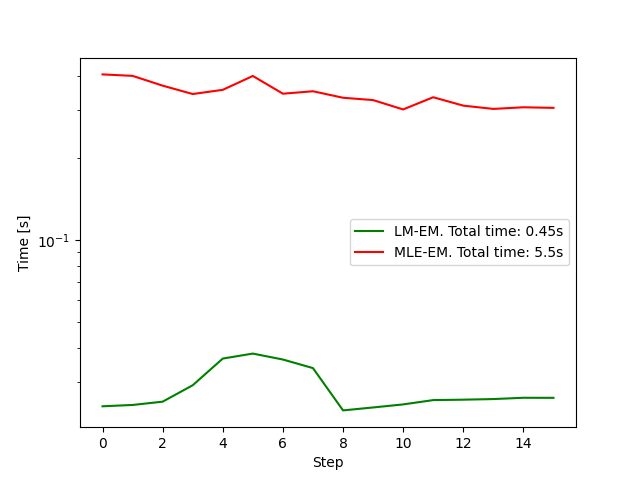 Time [s]
10⁻¹
LM-EM. Total time: 0.45s
MLE-EM. Total time: 5.5s
0 2 4 6 8 10 12 14
Step